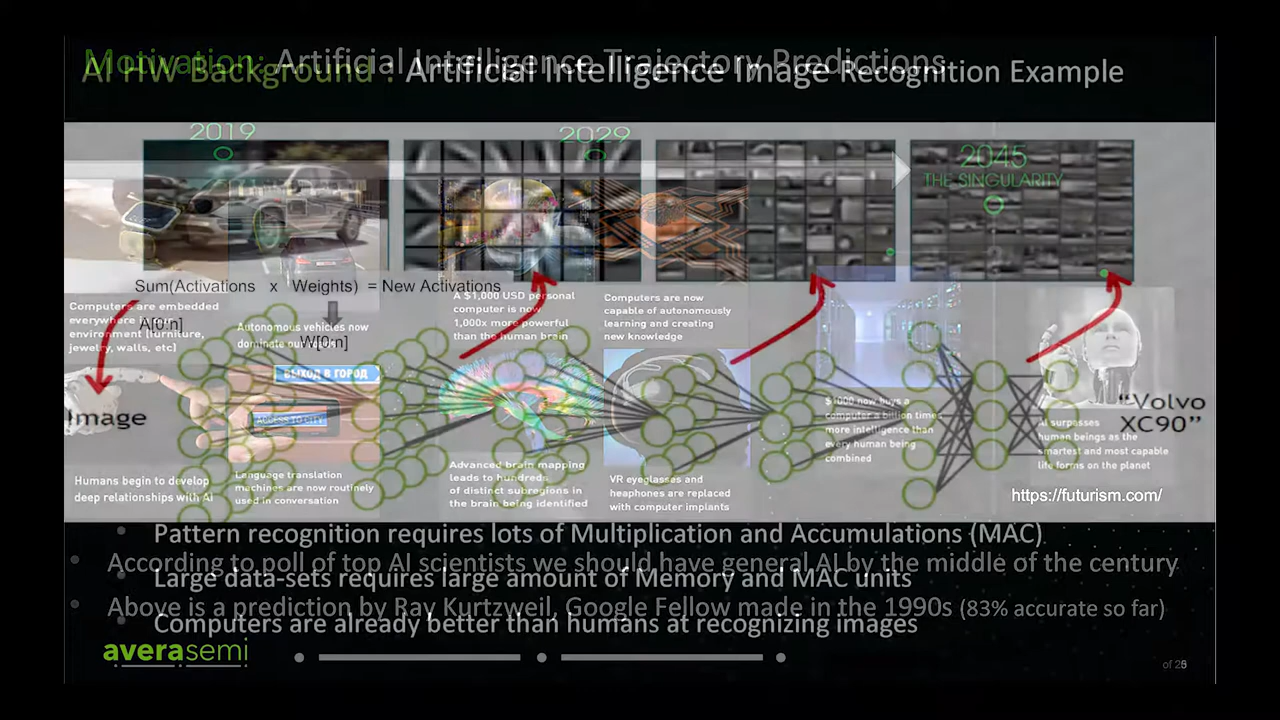 Motivation: Artificial Intelligence Trajectory Predictions
AI HW Background : Artificial Intelligence Image Recognition Example
2019
2029
2045
THE SINGULARITY
Sum(Activations x Weights) = New Activations
A[0:n]
W[0:n]
Computers are embedded
everywhere
environment (furniture,
jewelry, walls, etc)
Autonomous vehicles now
dominate our
A $1,000 USD personal
computer is now
1,000x more powerful
than the human brain
Computers are now
capable of autonomously
learning and creating
new knowledge
ВЫХОД В ГОРОД
ACCESS TO CITY
Image
"Volvo
XC90"
$1000 now buys a
computer a billion times
more intelligence than
every human being
combined
AI surpasses
human beings as the
smartest and most capable
life forms on the planet
Humans begin to develop
deep relationships with AI
Language translation
machines are now routinely
used in conversation
Advanced brain mapping
leads to hundreds
of distinct subregions in
the brain being identified
VR eyeglasses and
heaphones are replaced
with computer implants
https://futurism.com/
Pattern recognition requires lots of Multiplication and Accumulations (MAC)
According to poll of top AI scientists we should have general AI by the middle of the century
Large data-sets requires large amount of Memory and MAC units
Above is a prediction by Ray Kurtzweil, Google Fellow made in the 1990s (83% accurate so far)
Computers are already better than humans at recognizing images
averasemi
of 2